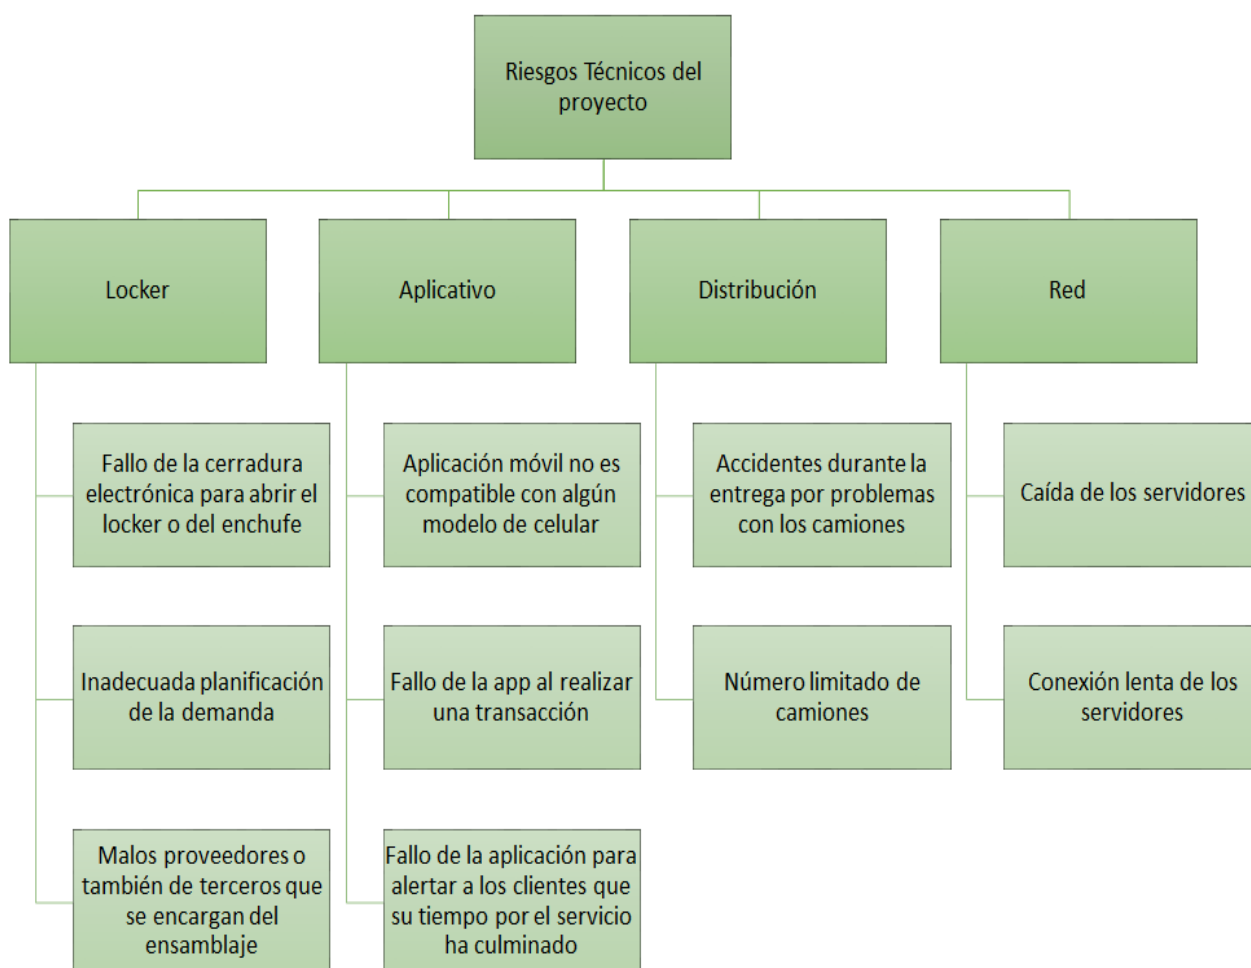 Riesgos Técnicos del
proyecto
Locker
Aplicativo
Distribución
Red
Fallo de la cerradura
electrónica para abrir el
locker o del enchufe
Aplicación móvil no es
compatible con algún
modelo de celular
Accidentes durante la
entrega por problemas
con los camiones
Caída de los servidores
Inadecuada planificación
de la demanda
Fallo de la app al realizar
una transacción
Número limitado de
camiones
Conexión lenta de los
servidores
Malos proveedores o
también de terceros que
se encargan del
ensamblaje
Fallo de la aplicación para
alertar a los clientes que
su tiempo por el servicio
ha culminado